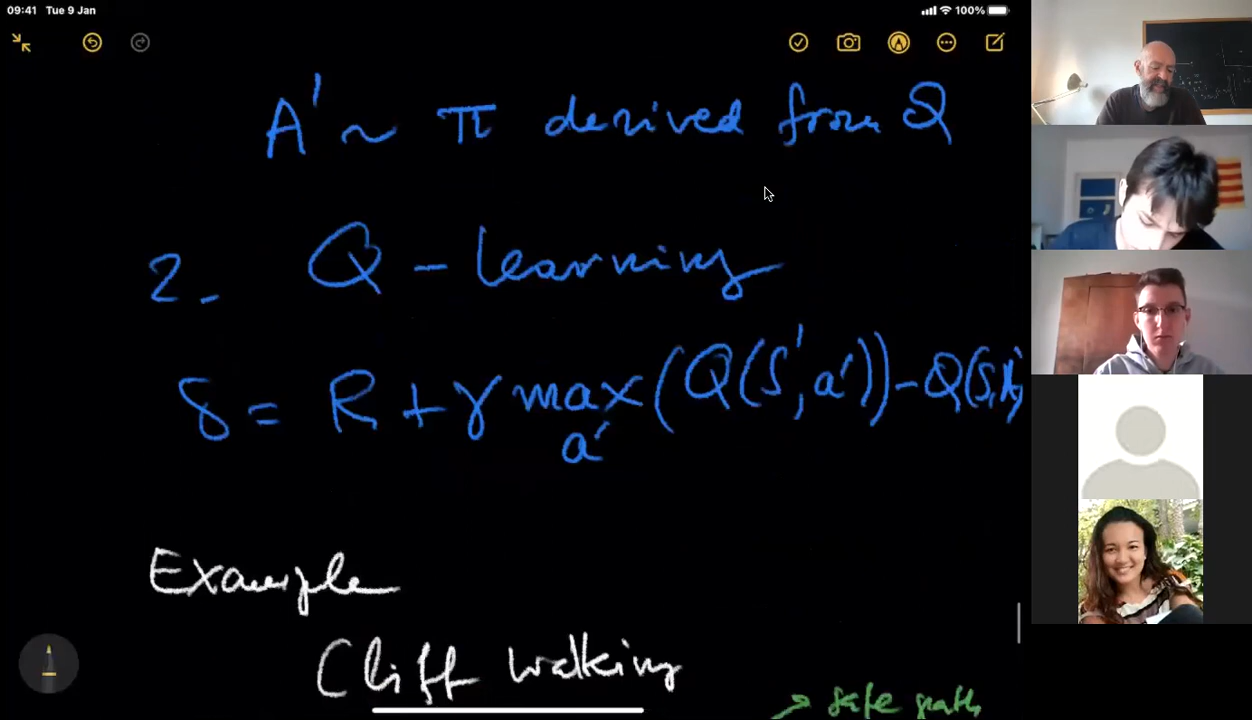 09:41 Tue 9 Jan 100%
A' ~ π derived from Q
2. Q-learning
δ = R + γ max (Q(S', a')) - Q(S, A)
a'
Example
Cliff walking
→ safe path